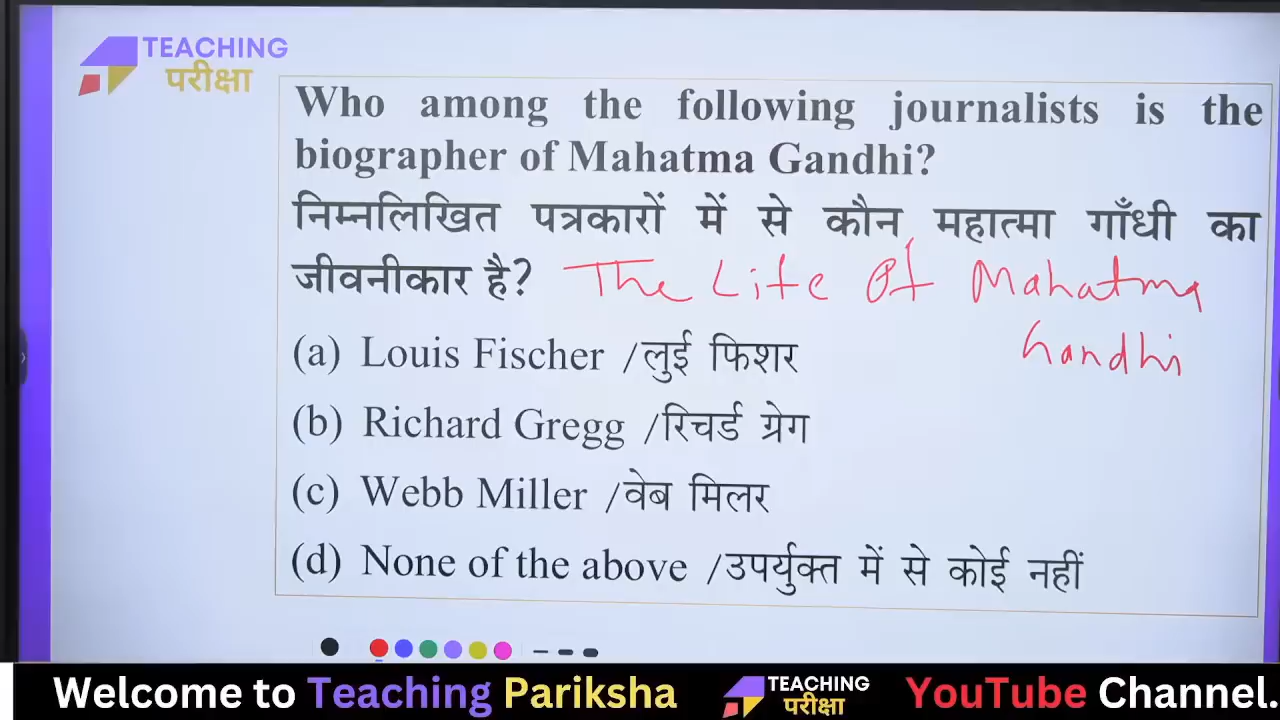 TEACHING
परीक्षा
Who among the following journalists is the
biographer of Mahatma Gandhi?
निम्नलिखित पत्रकारों में से कौन महात्मा गाँधी का
जीवनीकार है? The Life Of Mahatma
Gandhi
(a) Louis Fischer /लुई फिशर
(b) Richard Gregg /रिचर्ड ग्रेग
(c) Webb Miller /वेब मिलर
(d) None of the above /उपर्युक्त में से कोई नहीं
Welcome to Teaching Pariksha TEACHING परीक्षा YouTube Channel.